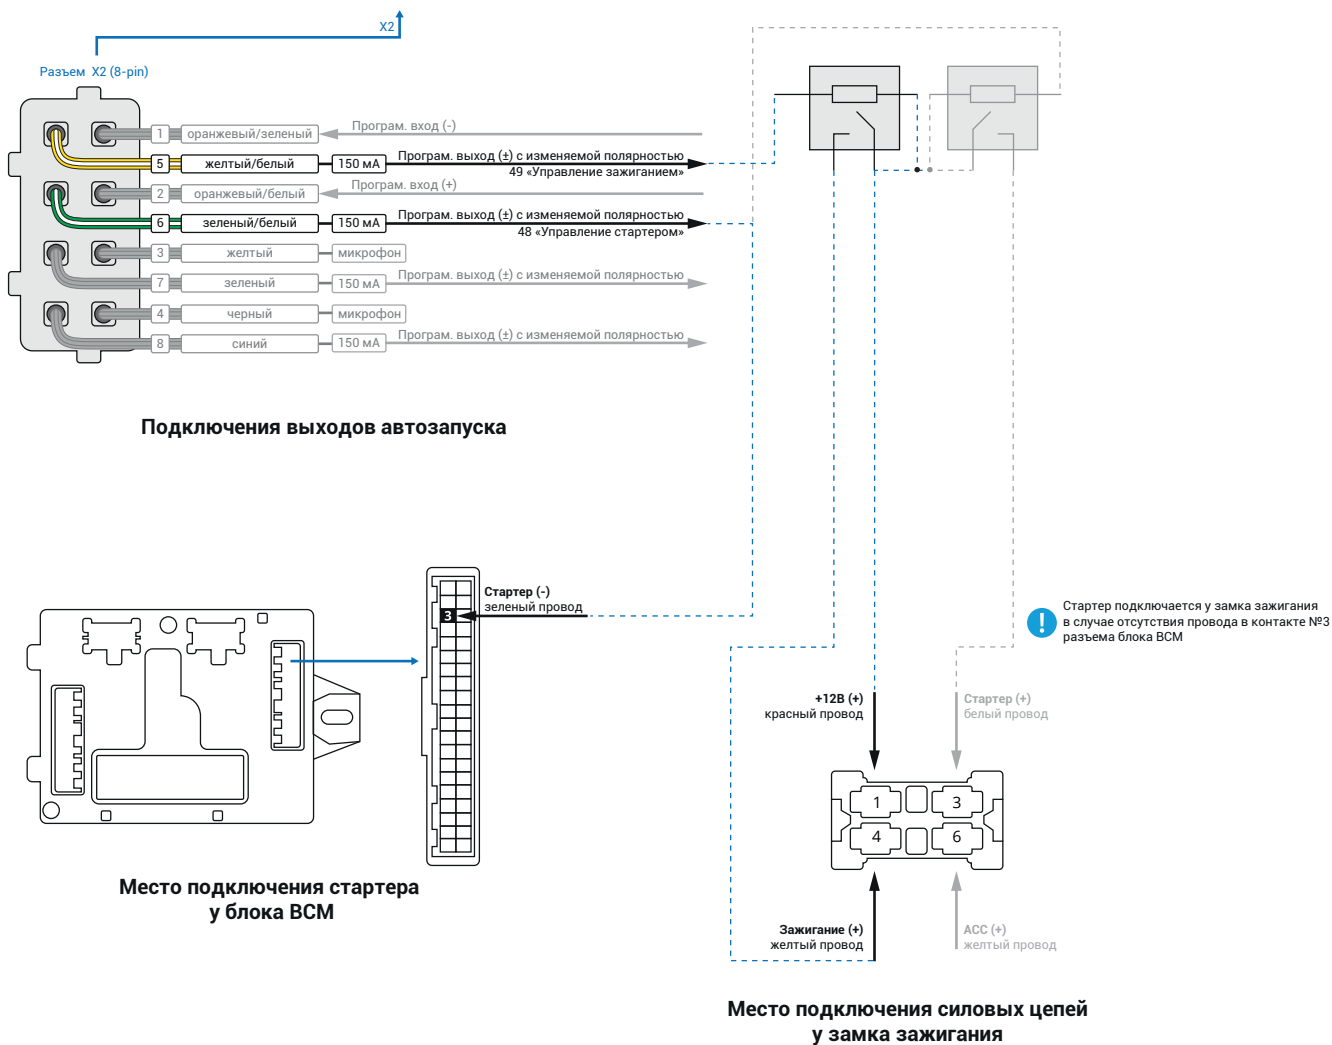 X2
Разъем X2 (8-pin)
1 оранжевый/зеленый Програм. вход (-)
5 желтый/белый 150 мА Програм. выход (±) с изменяемой полярностью
49 «Управление зажиганием»
2 оранжевый/белый Програм. вход (+)
6 зеленый/белый 150 мА Програм. выход (±) с изменяемой полярностью
48 «Управление стартером»
3 желтый микрофон
7 зеленый 150 мА Програм. выход (±) с изменяемой полярностью
4 черный микрофон
8 синий 150 мА Програм. выход (±) с изменяемой полярностью
Подключения выходов автозапуска
Стартер (-)
зеленый провод
3
Место подключения стартера
у блока BCM
!
Стартер подключается у замка зажигания
в случае отсутствия провода в контакте №3
разъема блока BCM
+12В (+)
красный провод
Стартер (+)
белый провод
1 3
4 6
Зажигание (+)
желтый провод
ACC (+)
желтый провод
Место подключения силовых цепей
у замка зажигания